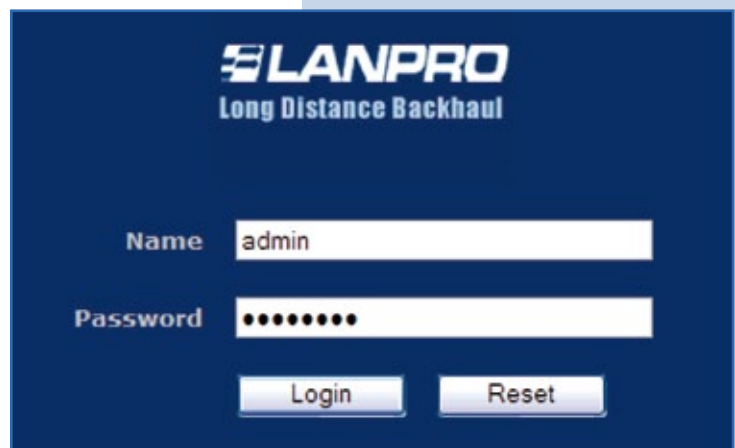 LANPRO
Long Distance Backhaul
Name admin
Password ••••••••
Login Reset